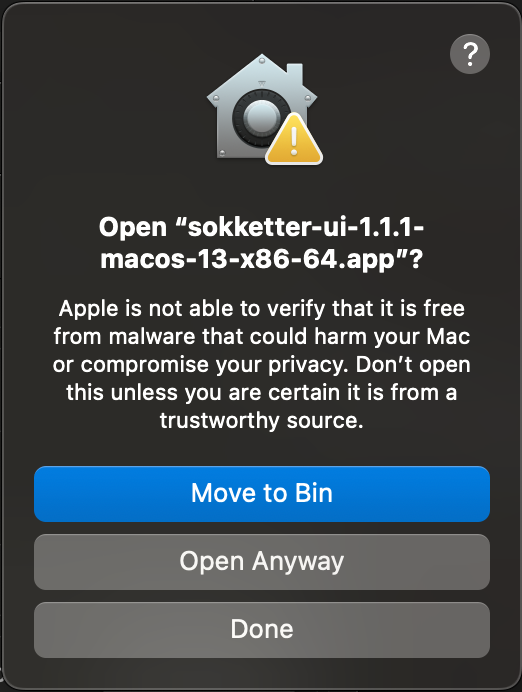 ?
Open “sokketter-ui-1.1.1-
macos-13-x86-64.app”?
Apple is not able to verify that it is free
from malware that could harm your Mac
or compromise your privacy. Don’t open
this unless you are certain it is from a
trustworthy source.
Move to Bin
Open Anyway
Done